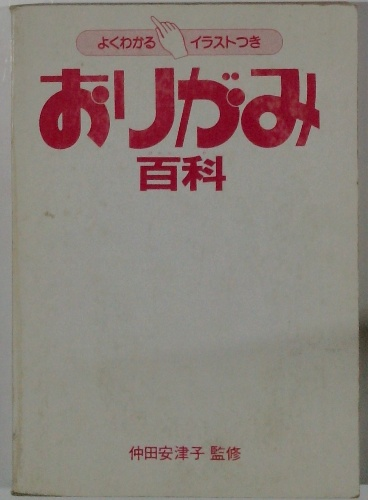 よくわかる イラストつき
おりがみ
百科
仲田安津子 監修